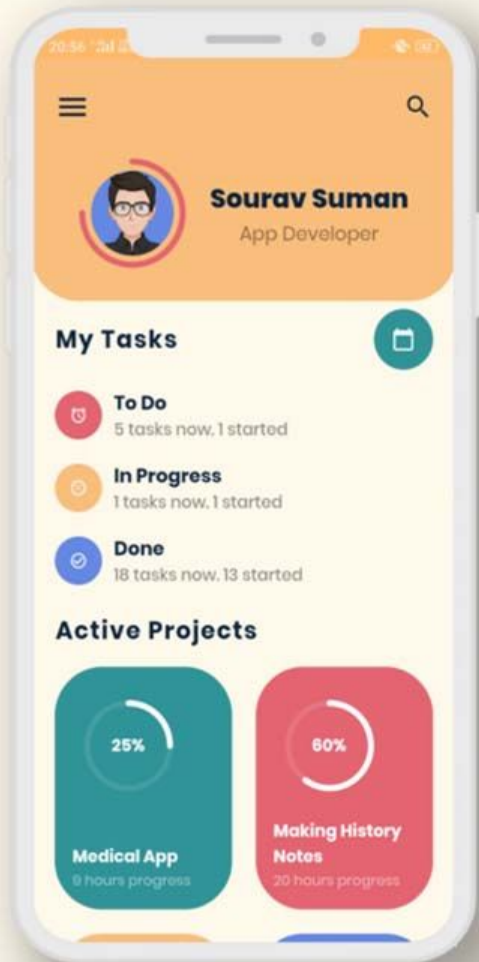 20:56
Sourav Suman
App Developer
My Tasks
To Do
5 tasks now, 1 started
In Progress
1 tasks now, 1 started
Done
18 tasks now, 13 started
Active Projects
25%
60%
Medical App
9 hours progress
Making History
Notes
20 hours progress